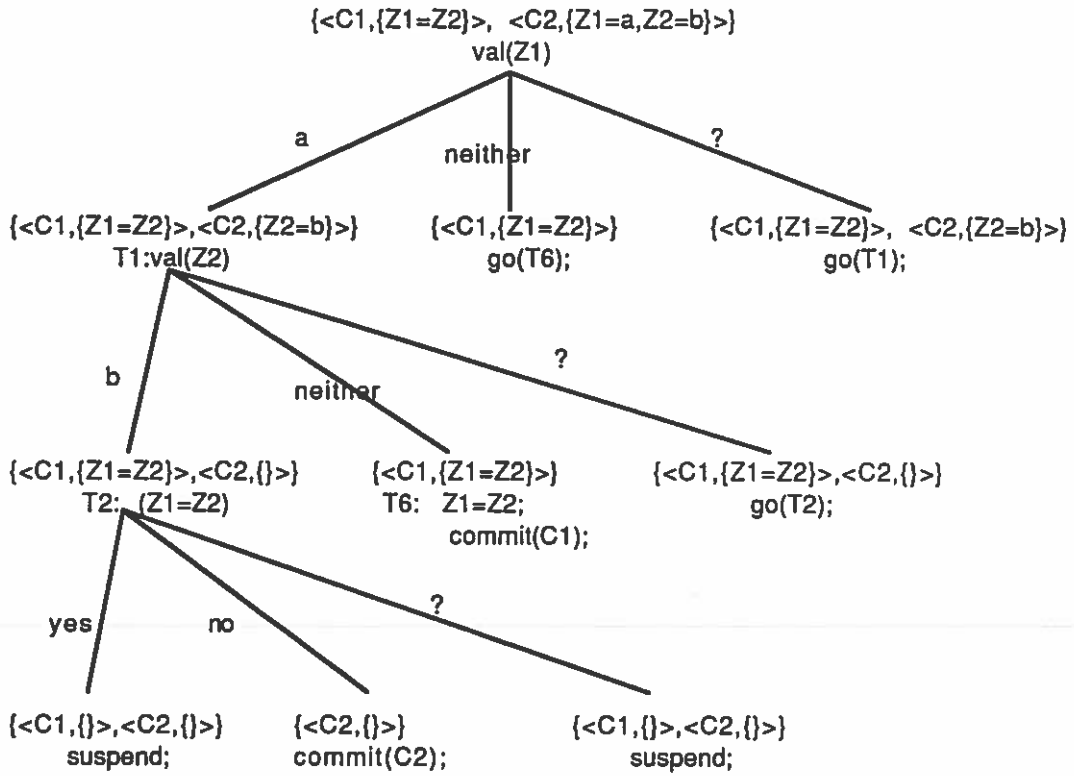 {<C1,{Z1=Z2}>, <C2,{Z1=a,Z2=b}>}
val(Z1)
a
neither
?
{<C1,{Z1=Z2}>,<C2,{Z2=b}>}
{<C1,{Z1=Z2}>}
{<C1,{Z1=Z2}>, <C2,{Z2=b}>}
T1:val(Z2)
go(T6);
go(T1);
b
neither
?
{<C1,{Z1=Z2}>,<C2,{}>}
{<C1,{Z1=Z2}>}
{<C1,{Z1=Z2}>,<C2,{}>}
T2: (Z1=Z2)
T6: Z1=Z2;
go(T2);
commit(C1);
yes
no
?
{<C1,{}>,<C2,{}>}
{<C2,{}>}
{<C1,{}>,<C2,{}>}
suspend;
commit(C2);
suspend;